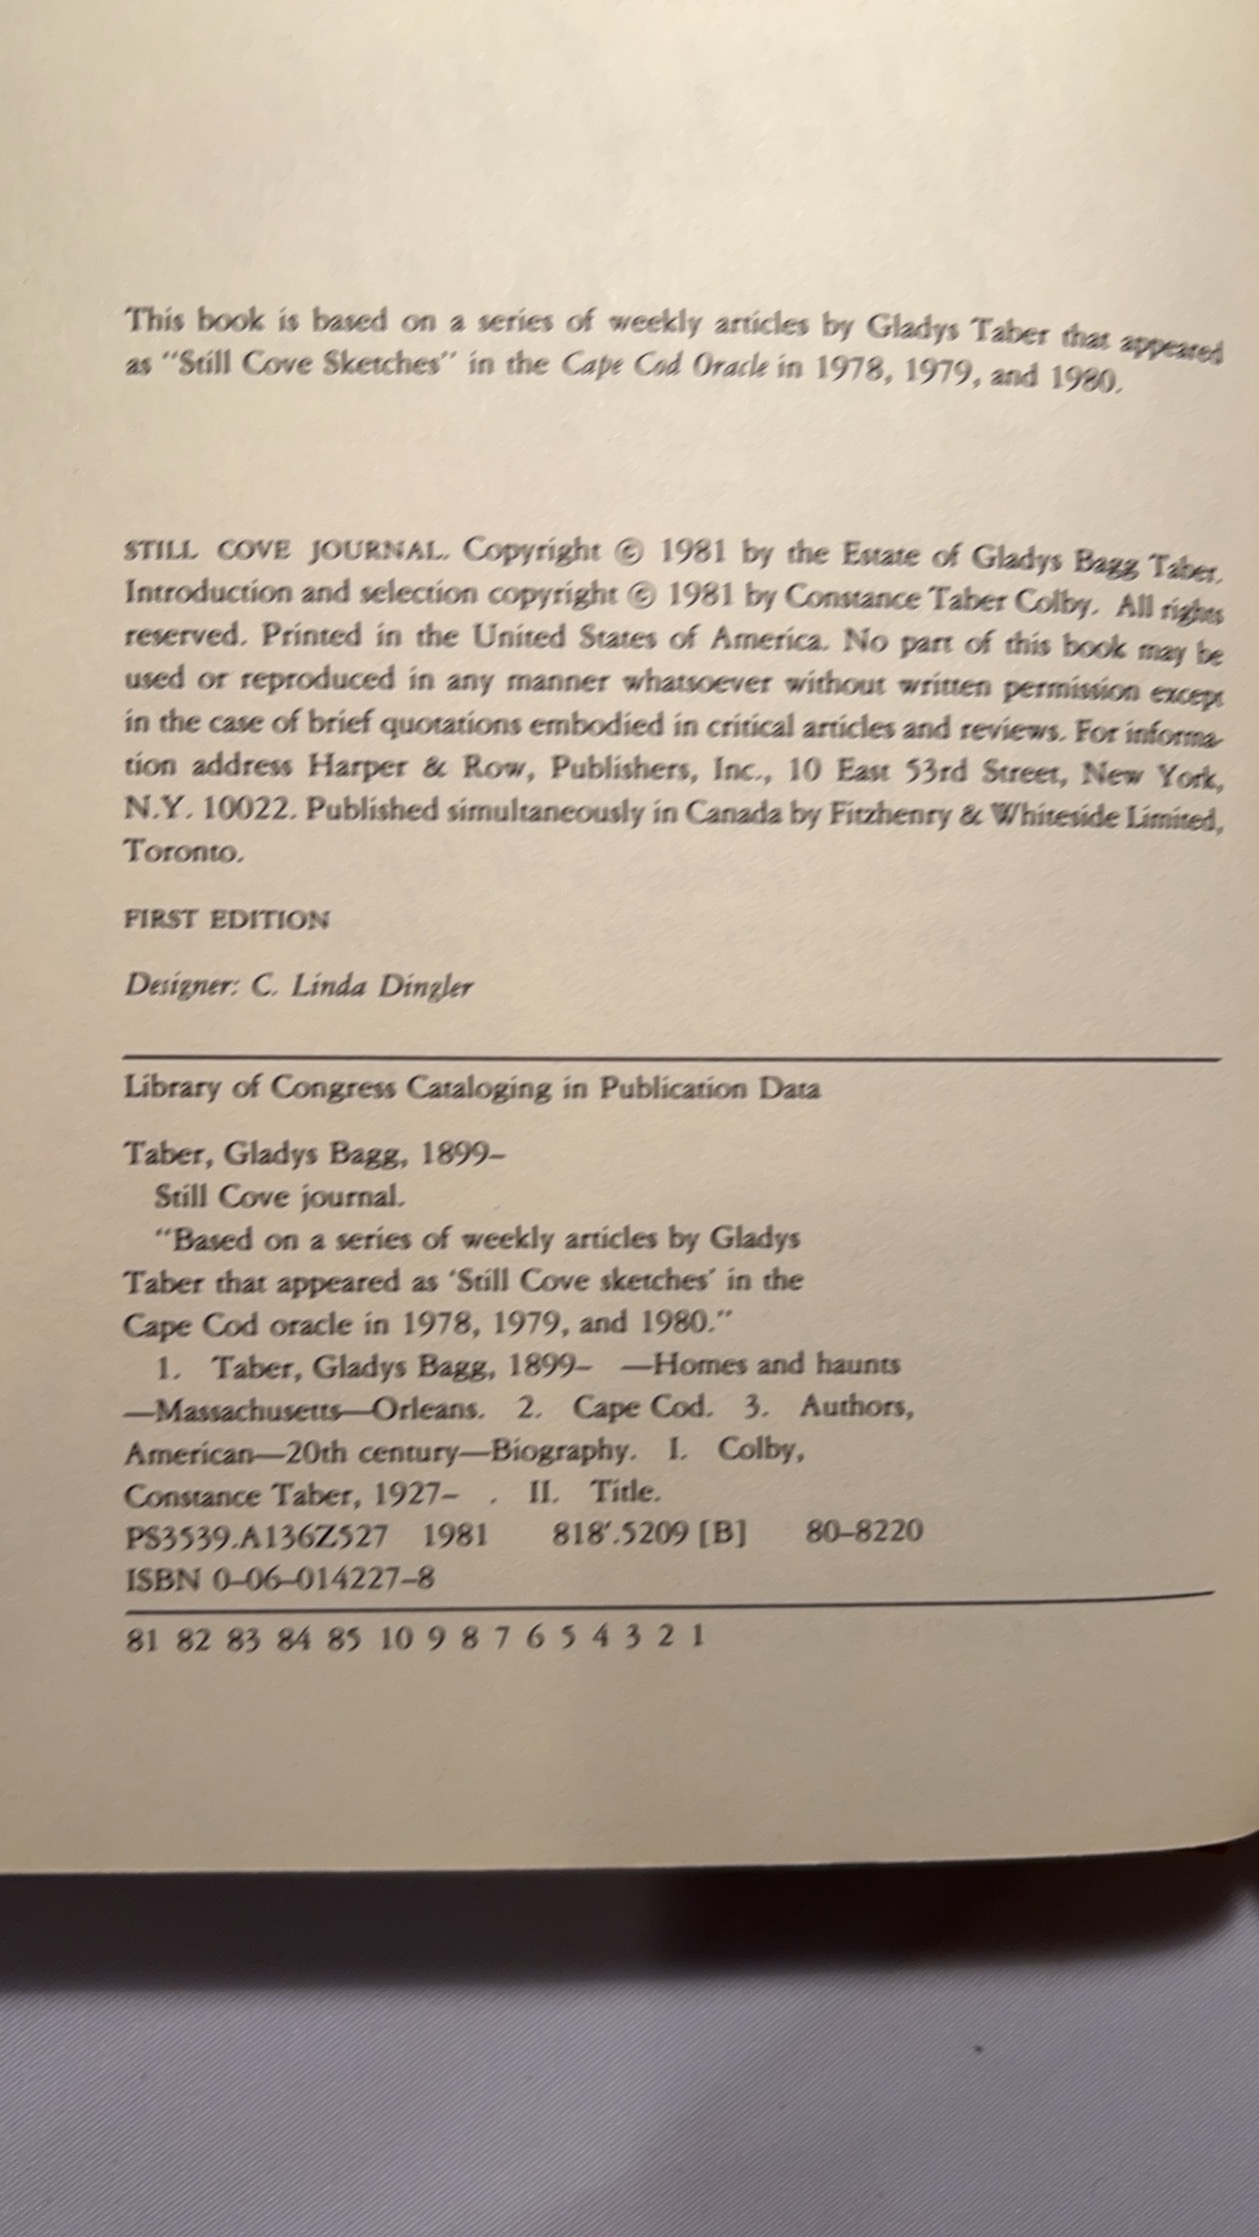 This book is based on a series of weekly articles by Gladys Taber that appeared
as "Still Cove Sketches" in the Cape Cod Oracle in 1978, 1979, and 1980.
STILL COVE JOURNAL. Copyright © 1981 by the Estate of Gladys Bagg Taber.
Introduction and selection copyright © 1981 by Constance Taber Colby. All rights
reserved. Printed in the United States of America. No part of this book may be
used or reproduced in any manner whatsoever without written permission except
in the case of brief quotations embodied in critical articles and reviews. For informa-
tion address Harper & Row, Publishers, Inc., 10 East 53rd Street, New York,
N.Y. 10022. Published simultaneously in Canada by Fitzhenry & Whiteside Limited,
Toronto.
FIRST EDITION
Designer: C. Linda Dingler
Library of Congress Cataloging in Publication Data
Taber, Gladys Bagg, 1899–
Still Cove journal.
"Based on a series of weekly articles by Gladys
Taber that appeared as 'Still Cove sketches' in the
Cape Cod oracle in 1978, 1979, and 1980."
1. Taber, Gladys Bagg, 1899– —Homes and haunts
—Massachusetts—Orleans. 2. Cape Cod. 3. Authors,
American—20th century—Biography. I. Colby,
Constance Taber, 1927– . II. Title.
PS3539.A136Z527 1981 818'.5209 [B] 80–8220
ISBN 0–06–014227–8
81 82 83 84 85 10 9 8 7 6 5 4 3 2 1